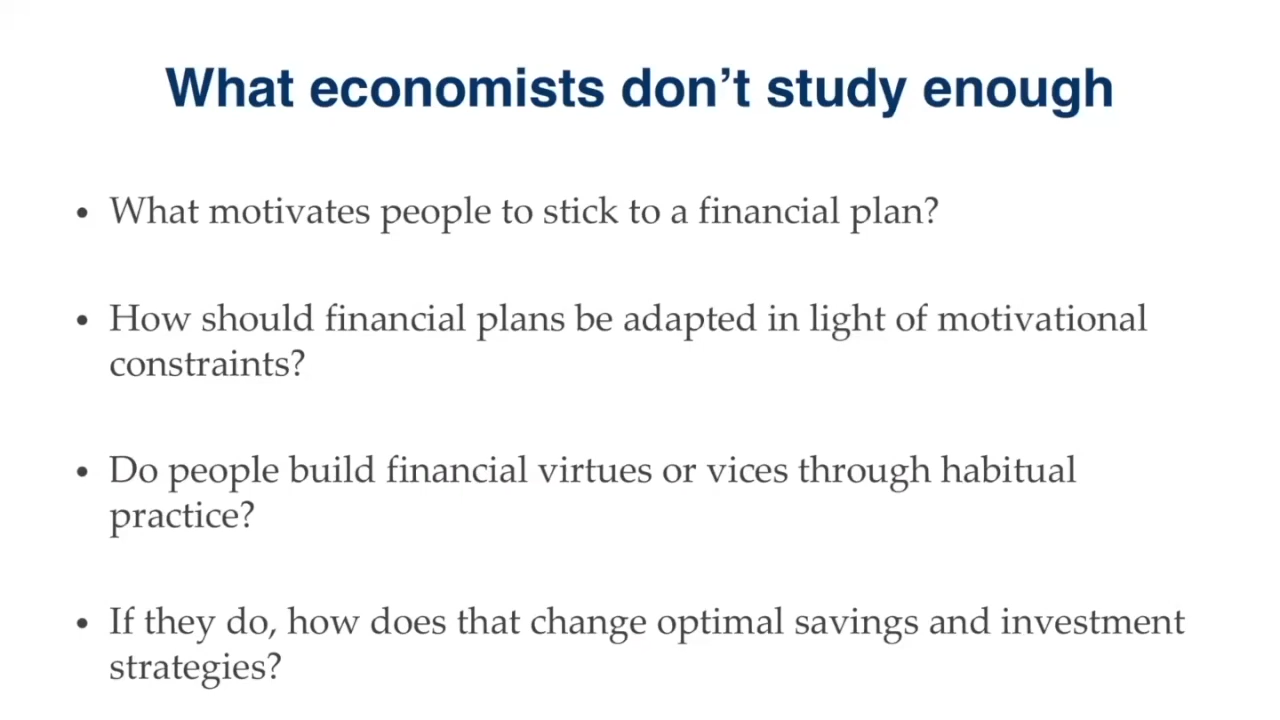 What economists don’t study enough
• What motivates people to stick to a financial plan?
• How should financial plans be adapted in light of motivational
constraints?
• Do people build financial virtues or vices through habitual
practice?
• If they do, how does that change optimal savings and investment
strategies?